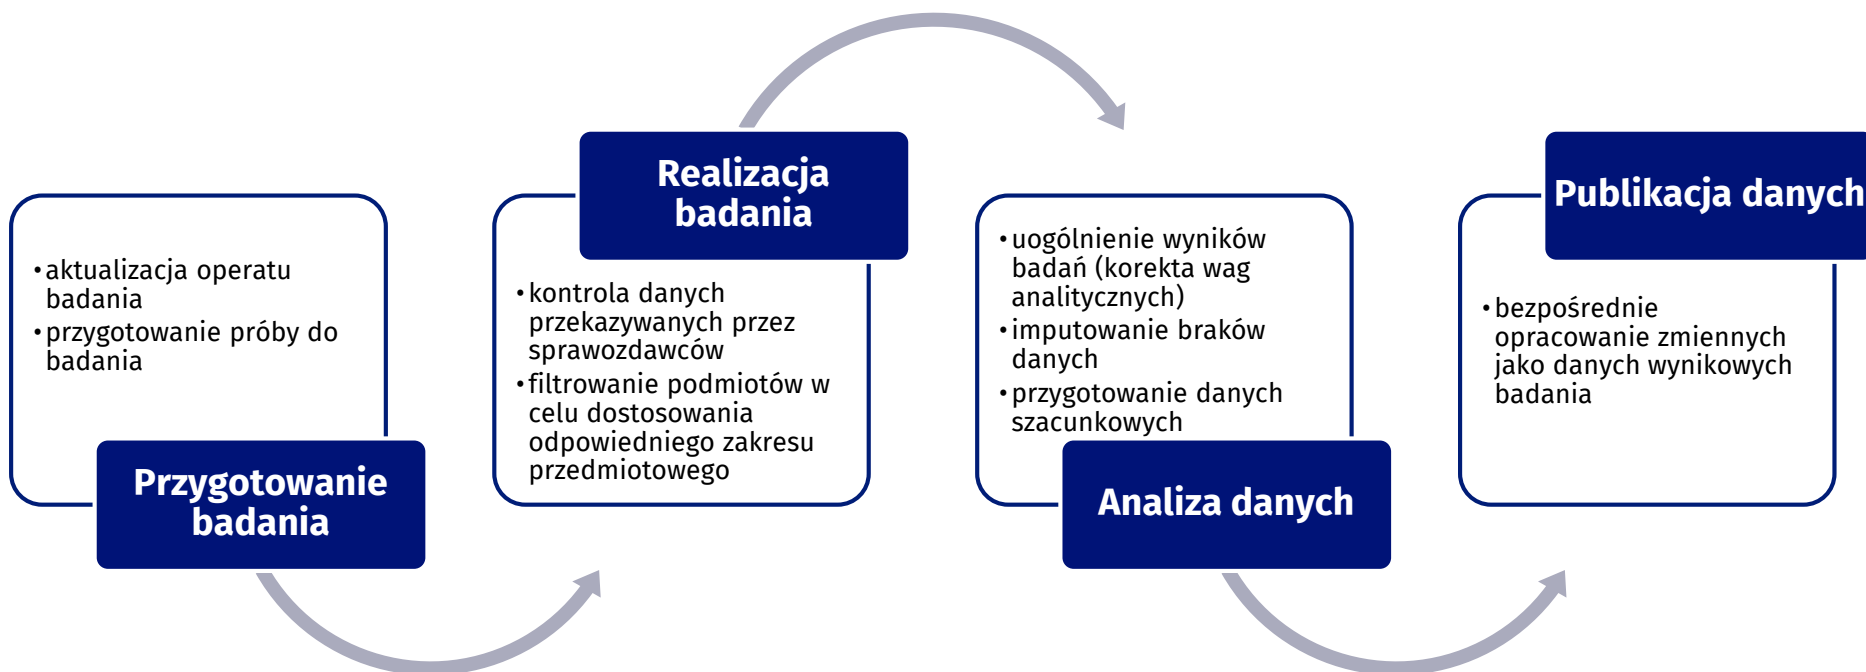 •aktualizacja operatu
badania
•przygotowanie próby do
badania
Przygotowanie
badania
Realizacja
badania
•kontrola danych
przekazywanych przez
sprawozdawców
•filtrowanie podmiotów w
celu dostosowania
odpowiedniego zakresu
przedmiotowego
•uogólnienie wyników
badań (korekta wag
analitycznych)
•imputowanie braków
danych
•przygotowanie danych
szacunkowych
Analiza danych
Publikacja danych
•bezpośrednie
opracowanie zmiennych
jako danych wynikowych
badania